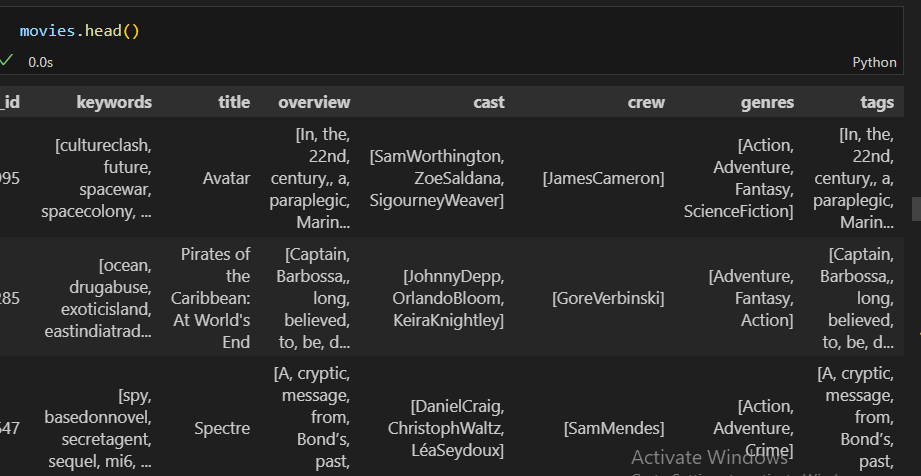 movies.head()
0.0s
Python
_id keywords title overview cast crew genres tags
[cultureclash, future, spacewar, spacecolony, ...
Avatar
[In, the, 22nd, century,, a, paraplegic, Marin...
[SamWorthington, ZoeSaldana, SigourneyWeaver]
[JamesCameron]
[Action, Adventure, Fantasy, ScienceFiction]
[In, the, 22nd, century,, a, paraplegic, Marin...
285
[ocean, drugabuse, exoticisland, eastindiatrad...
Pirates of the Caribbean: At World's End
[Captain, Barbossa,, long, believed, to, be, d...
[JohnnyDepp, OrlandoBloom, KeiraKnightley]
[GoreVerbinski]
[Adventure, Fantasy, Action]
[Captain, Barbossa,, long, believed, to, be, d...
[spy, basedonnovel, secretagent, sequel, mi6, ...
Spectre
[A, cryptic, message, from, Bond’s, past,
[DanielCraig, ChristophWaltz, LéaSeydoux]
[SamMendes]
[Action, Adventure, Crime]
[A, cryptic, message, from, Bond’s, past,
Activate Windows